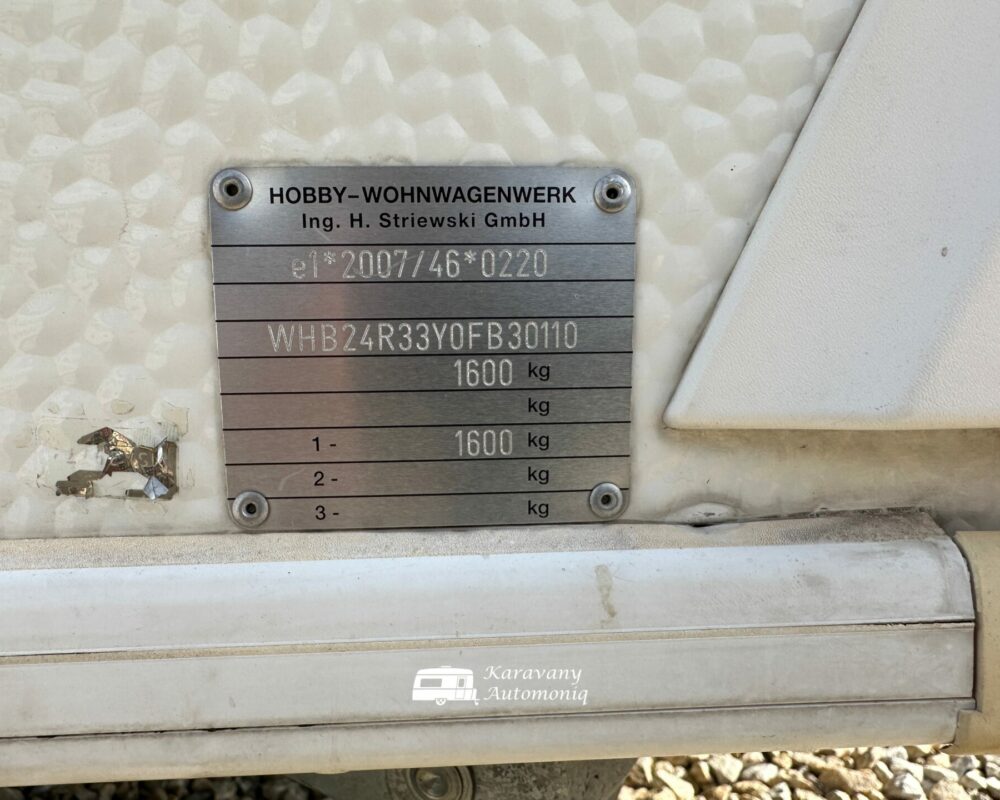 HOBBY-WOHNWAGENWERK
Ing. H. Striewski GmbH
e1*2007/46*0220
WHB24R33Y0FB30110
1600 kg
kg
1- 1600 kg
2- kg
3- kg
Karavany
Automoniq